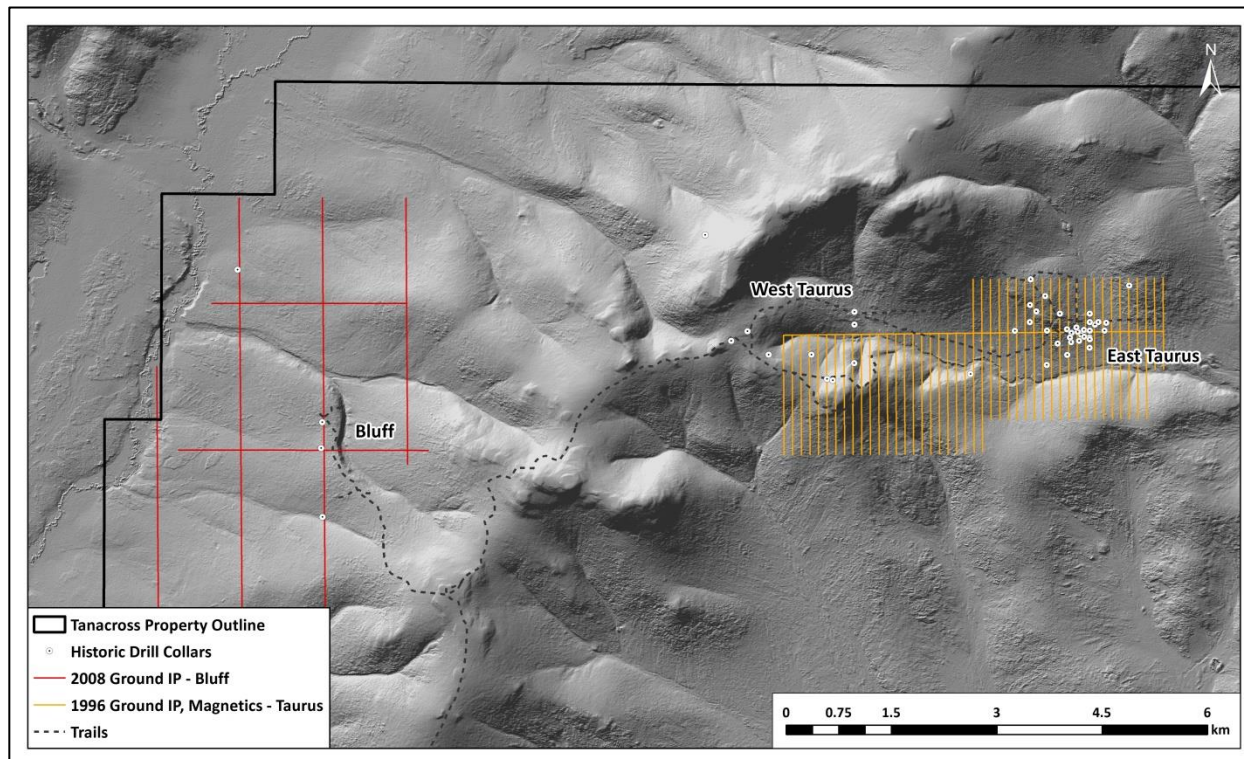 N
West Taurus
East Taurus
Bluff
Tanacross Property Outline
Historic Drill Collars
2008 Ground IP - Bluff
1996 Ground IP, Magnetics - Taurus
Trails
0 0.75 1.5 3 4.5 6
km